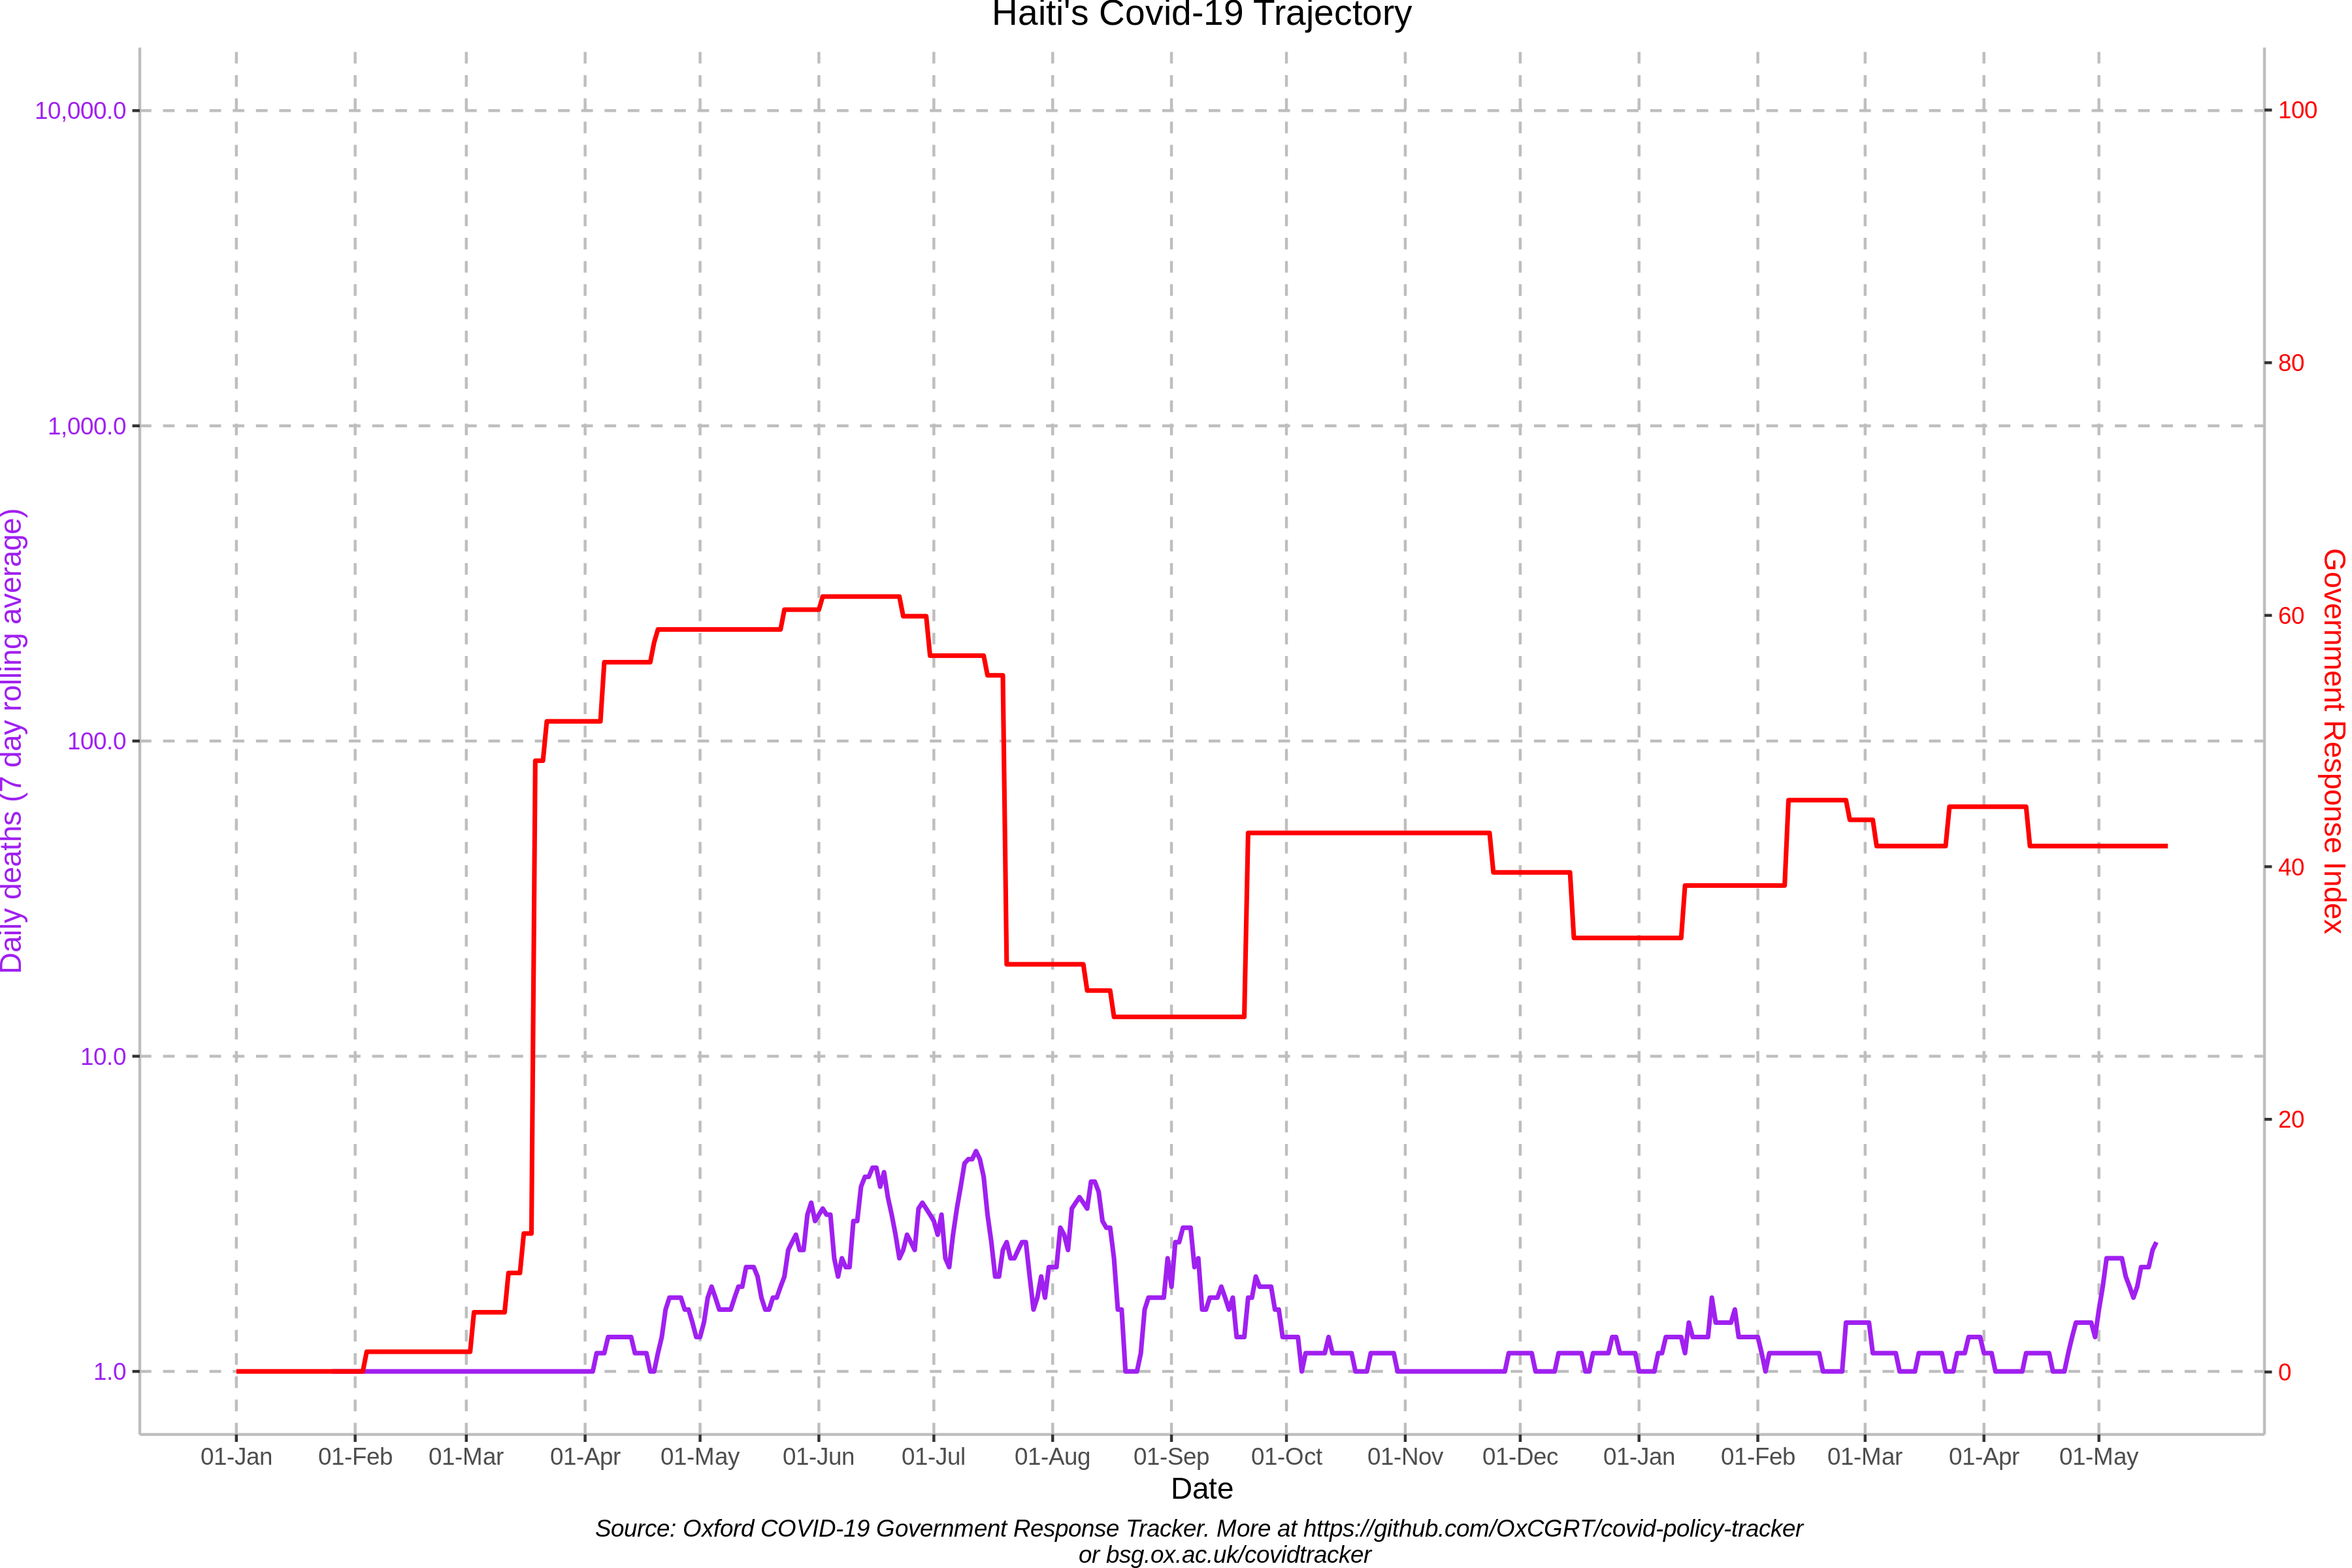 Haiti's Covid-19 Trajectory
10,000.0
1,000.0
100.0
10.0
1.0
Daily deaths (7 day rolling average)
100
80
60
40
20
0
Government Response Index
01-Jan 01-Feb 01-Mar 01-Apr 01-May 01-Jun 01-Jul 01-Aug 01-Sep 01-Oct 01-Nov 01-Dec 01-Jan 01-Feb 01-Mar 01-Apr 01-May
Date
Source: Oxford COVID-19 Government Response Tracker. More at https://github.com/OxCGRT/covid-policy-tracker
or bsg.ox.ac.uk/covidtracker